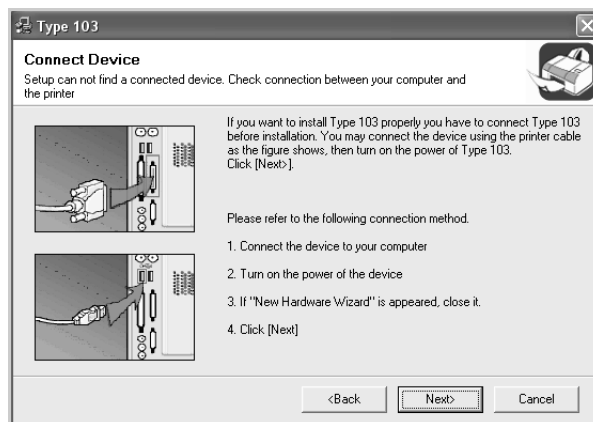 Type 103
Connect Device
Setup can not find a connected device. Check connection between your computer and
the printer
If you want to install Type 103 properly you have to connect Type 103
before installation. You may connect the device using the printer cable
as the figure shows, then turn on the power of Type 103.
Click [Next>].
Please refer to the following connection method.
1. Connect the device to your computer
2. Turn on the power of the device
3. If "New Hardware Wizard" is appeared, close it.
4. Click [Next]
<Back
Next>
Cancel